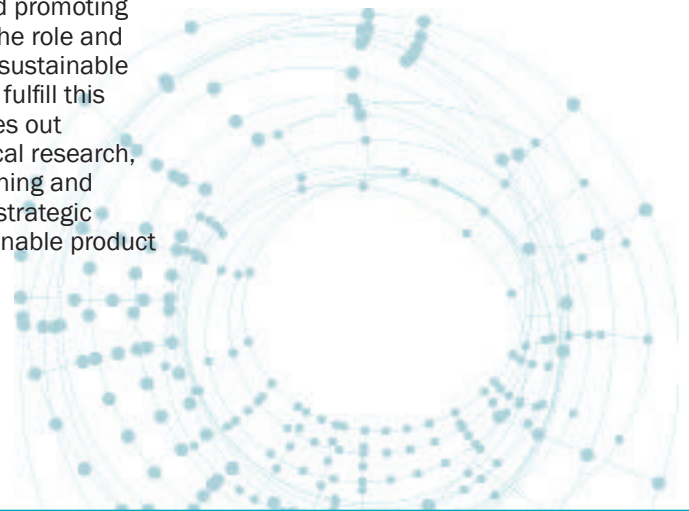 d promoting
he role and
sustainable
fulfill this
es out
cal research,
ning and
strategic
nable product